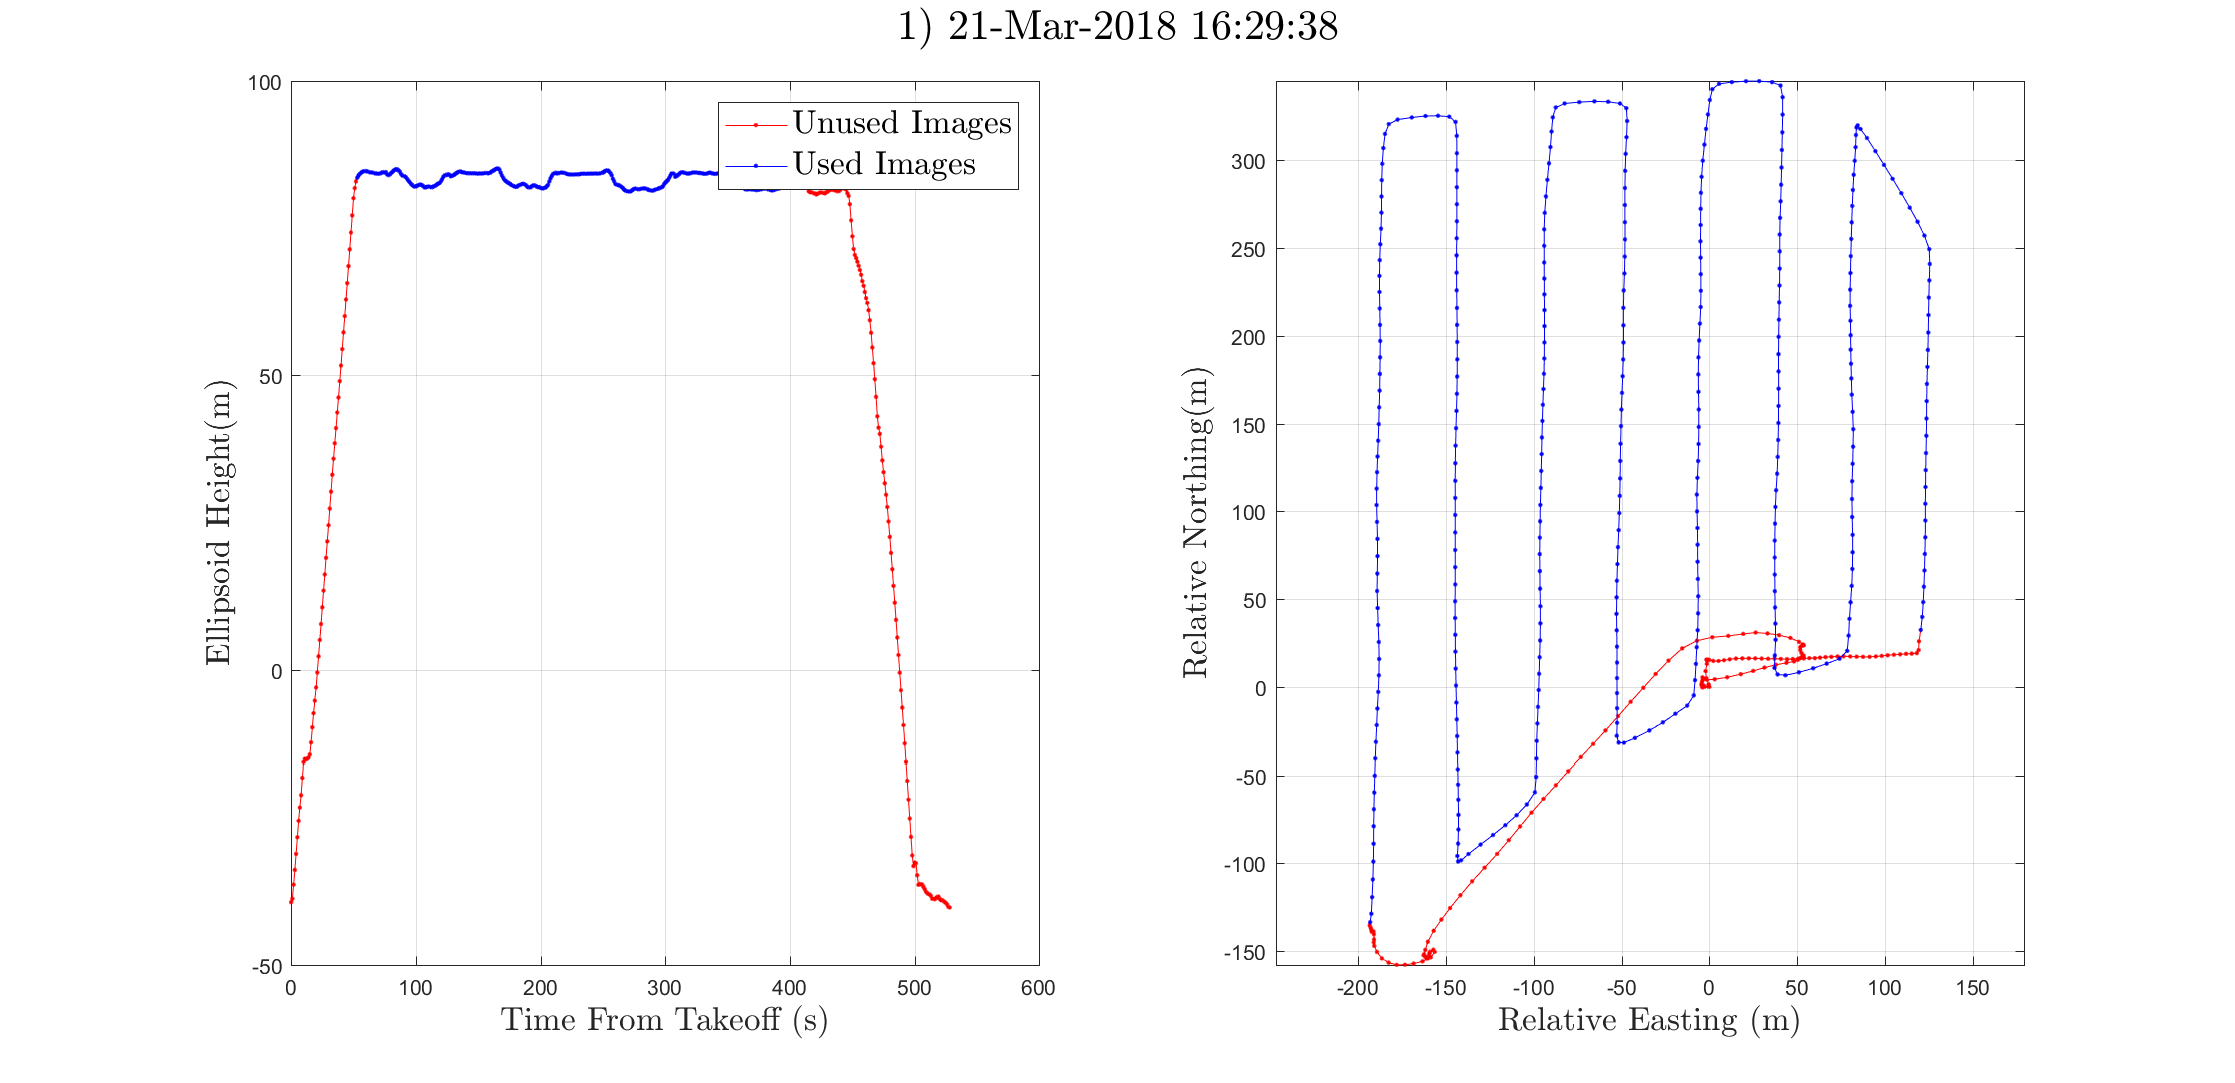 1) 21-Mar-2018 16:29:38
100
50
0
-50
Ellipsoid Height(m)
Unused Images
Used Images
0 100 200 300 400 500 600
Time From Takeoff (s)
300
250
200
150
100
50
0
-50
-100
-150
Relative Northing(m)
-200 -150 -100 -50 0 50 100 150
Relative Easting (m)